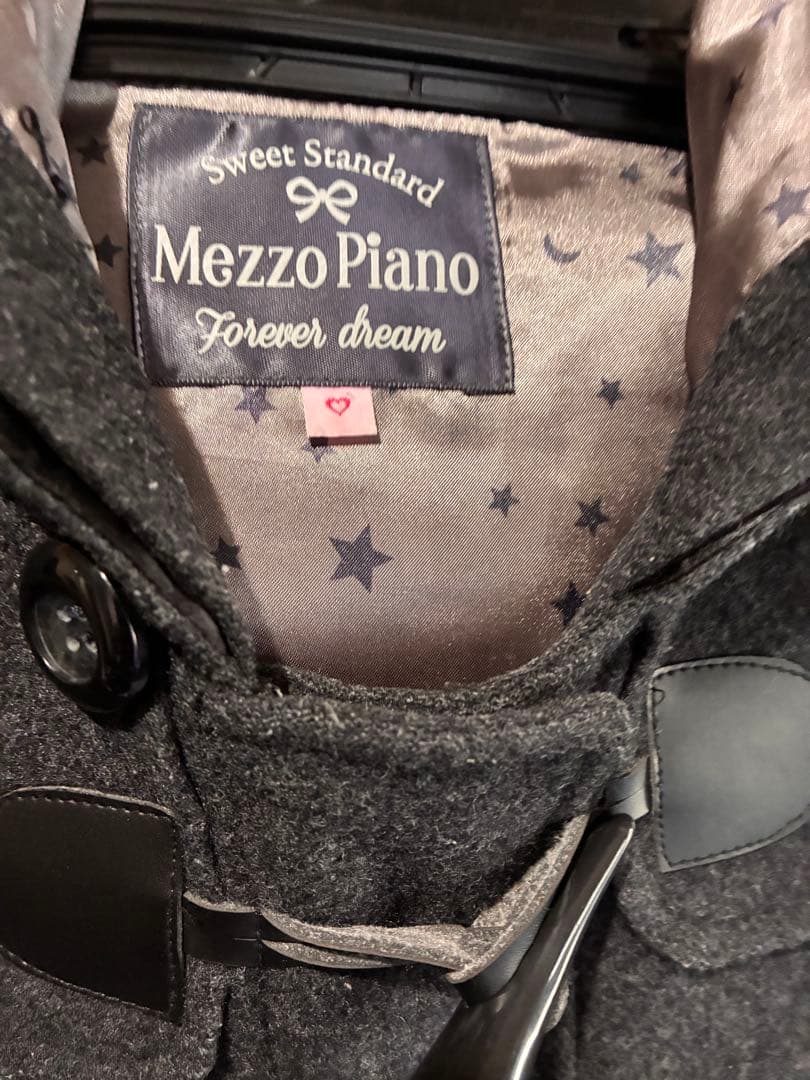 Sweet Standard
Mezzo Piano
Forever dream